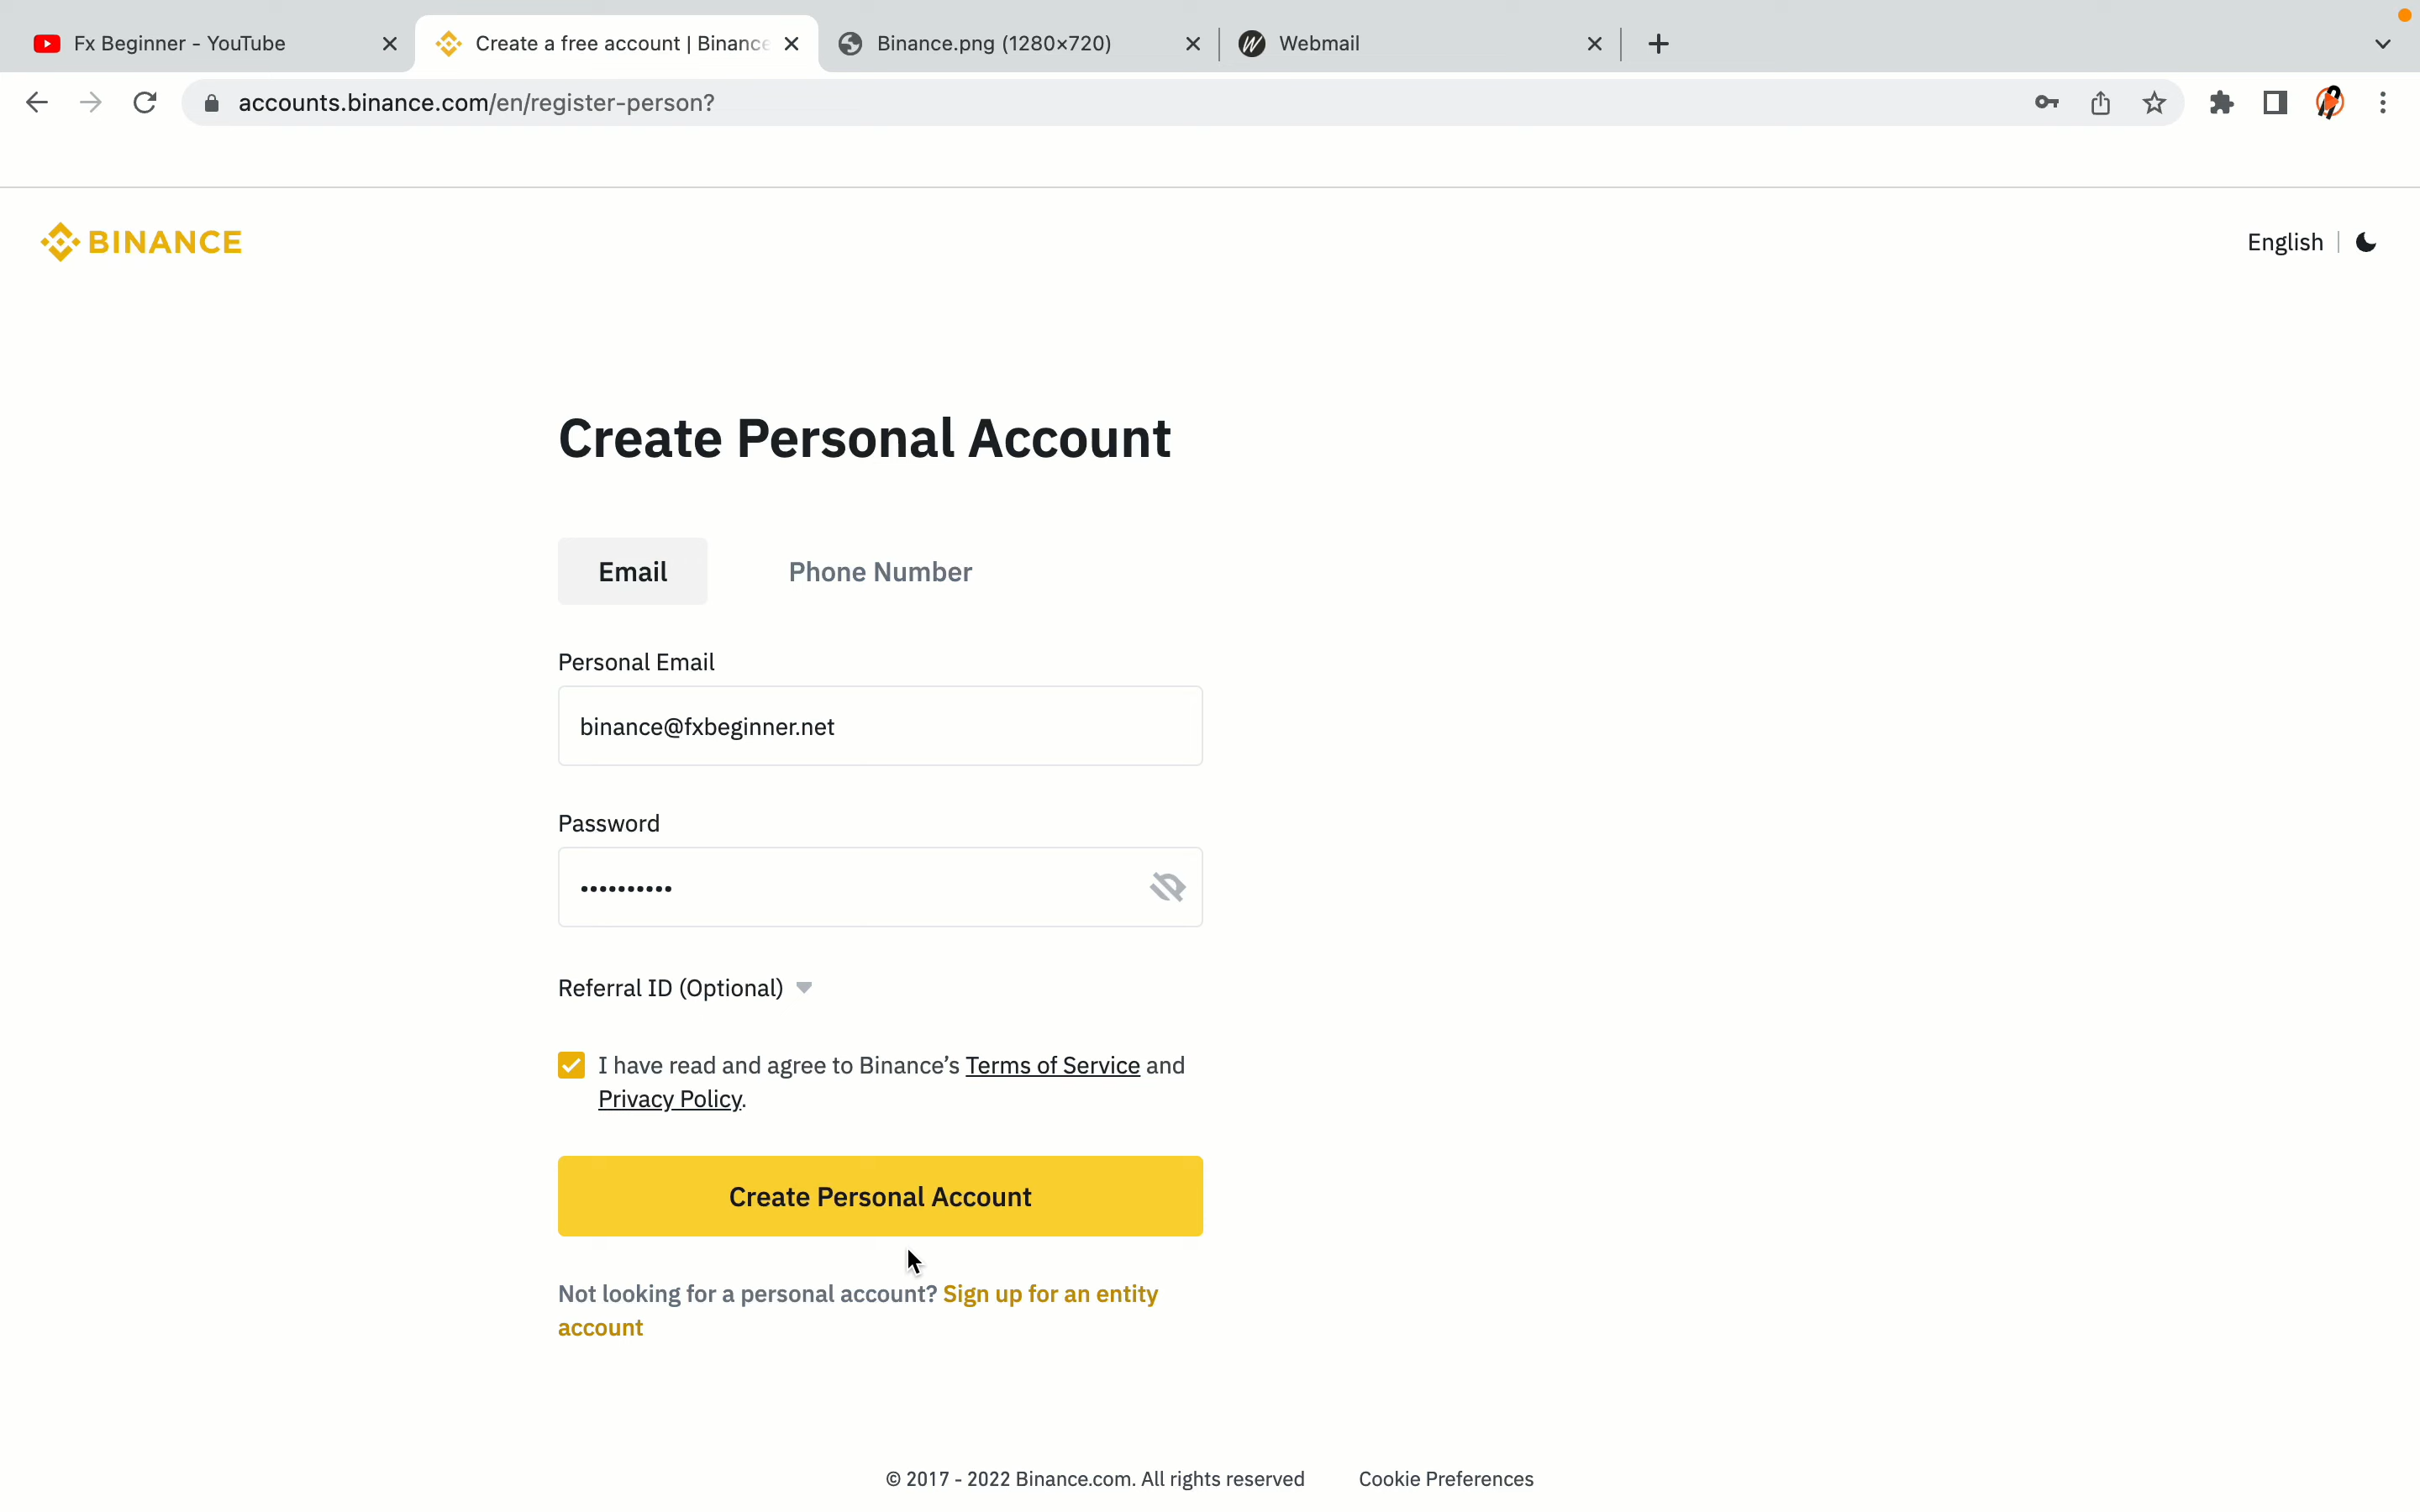 Fx Beginner - YouTube
Create a free account | Binance
Binance.png (1280×720)
Webmail
accounts.binance.com/en/register-person?
BINANCE
English
Create Personal Account
Email
Phone Number
Personal Email
binance@fxbeginner.net
Password
••••••••••
Referral ID (Optional)
I have read and agree to Binance’s Terms of Service and
Privacy Policy.
Create Personal Account
Not looking for a personal account? Sign up for an entity
account
© 2017 - 2022 Binance.com. All rights reserved
Cookie Preferences